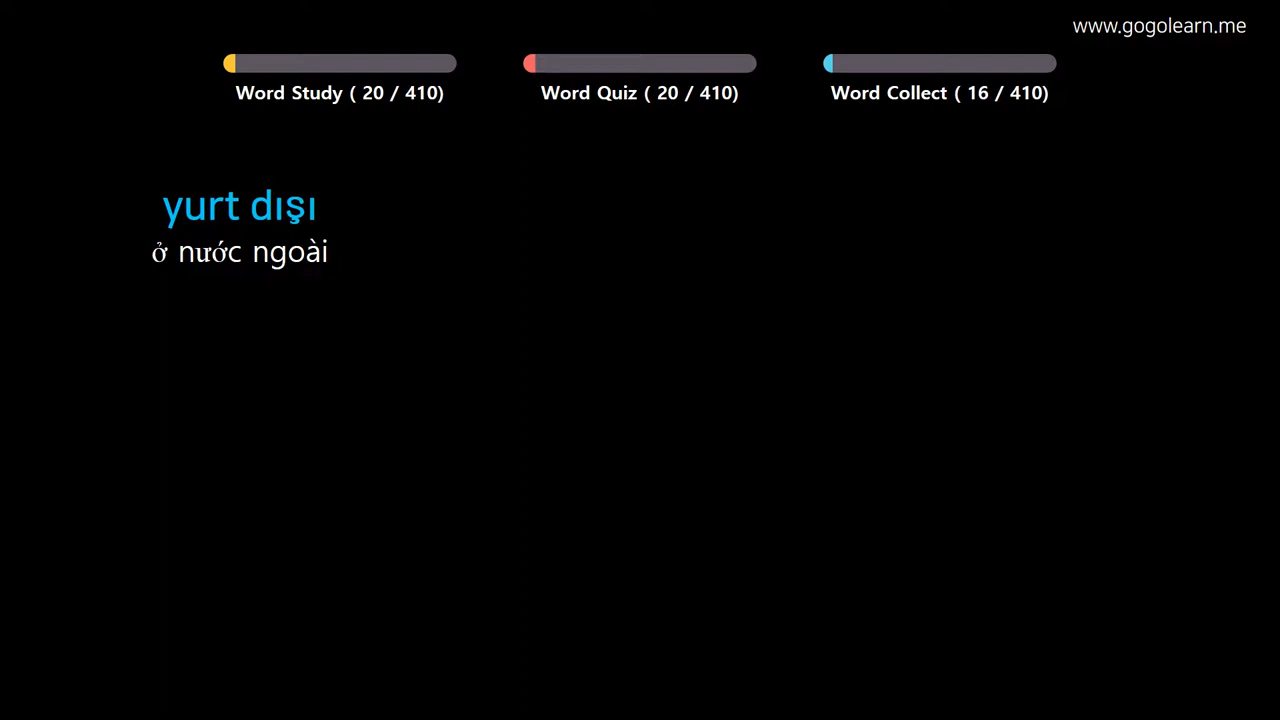 www.gogolearn.me
Word Study ( 20 / 410)
Word Quiz ( 20 / 410)
Word Collect ( 16 / 410)
yurt dışı
ở nước ngoài